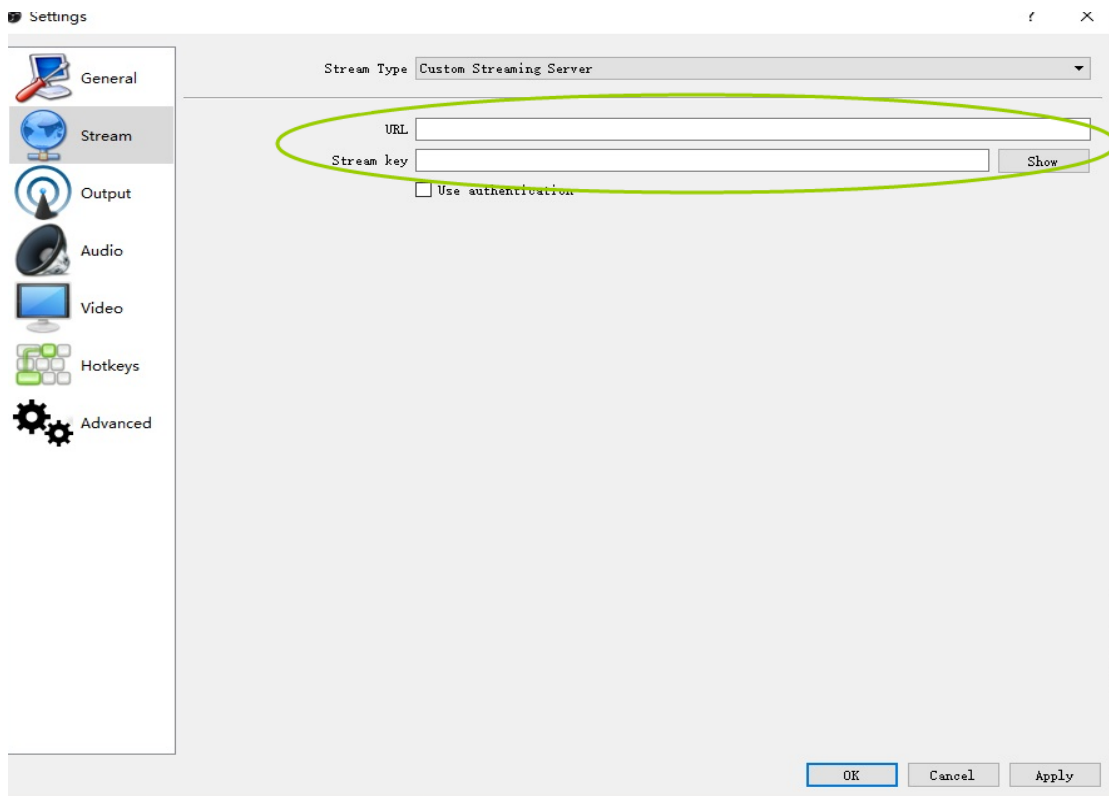 Settings
?
General
Stream
Output
Audio
Video
Hotkeys
Advanced
Stream Type Custom Streaming Server
URL
Stream key Show
Use authentication
OK Cancel Apply